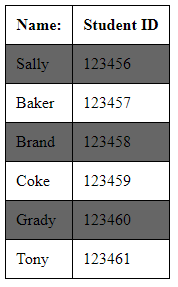 Name: Student ID
Sally 123456
Baker 123457
Brand 123458
Coke 123459
Grady 123460
Tony 123461